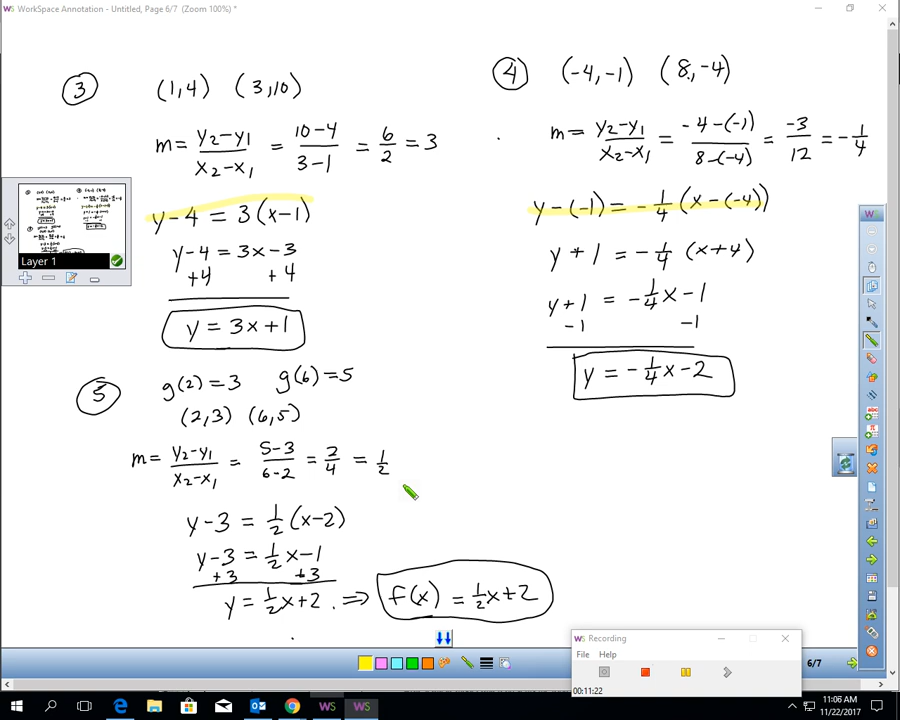 WorkSpace Annotation - Untitled, Page 6/7 (Zoom 100%) *
③ (1,4) (3,10)
m = y₂-y₁/x₂-x₁ = 10-4/3-1 = 6/2 = 3
y-4 = 3(x-1)
y-4 = 3x-3
+4 +4
y = 3x+1
④ (-4,-1) (8,-4)
m = y₂-y₁/x₂-x₁ = -4-(-1)/8-(-4) = -3/12 = -1/4
y-(-1) = -1/4 (x-(-4))
y+1 = -1/4 (x+4)
y+1 = -1/4x-1
-1 -1
y = -1/4x-2
⑤ g(2)=3 g(6)=5
(2,3) (6,5)
m = y₂-y₁/x₂-x₁ = 5-3/6-2 = 2/4 = 1/2
y-3 = 1/2(x-2)
y-3 = 1/2x-1
+3 +3
y = 1/2x+2 . ⇒ f(x) = 1/2x+2
Layer 1
WS Recording
File Help
00:11:22
6/7
11:06 AM
11/22/2017